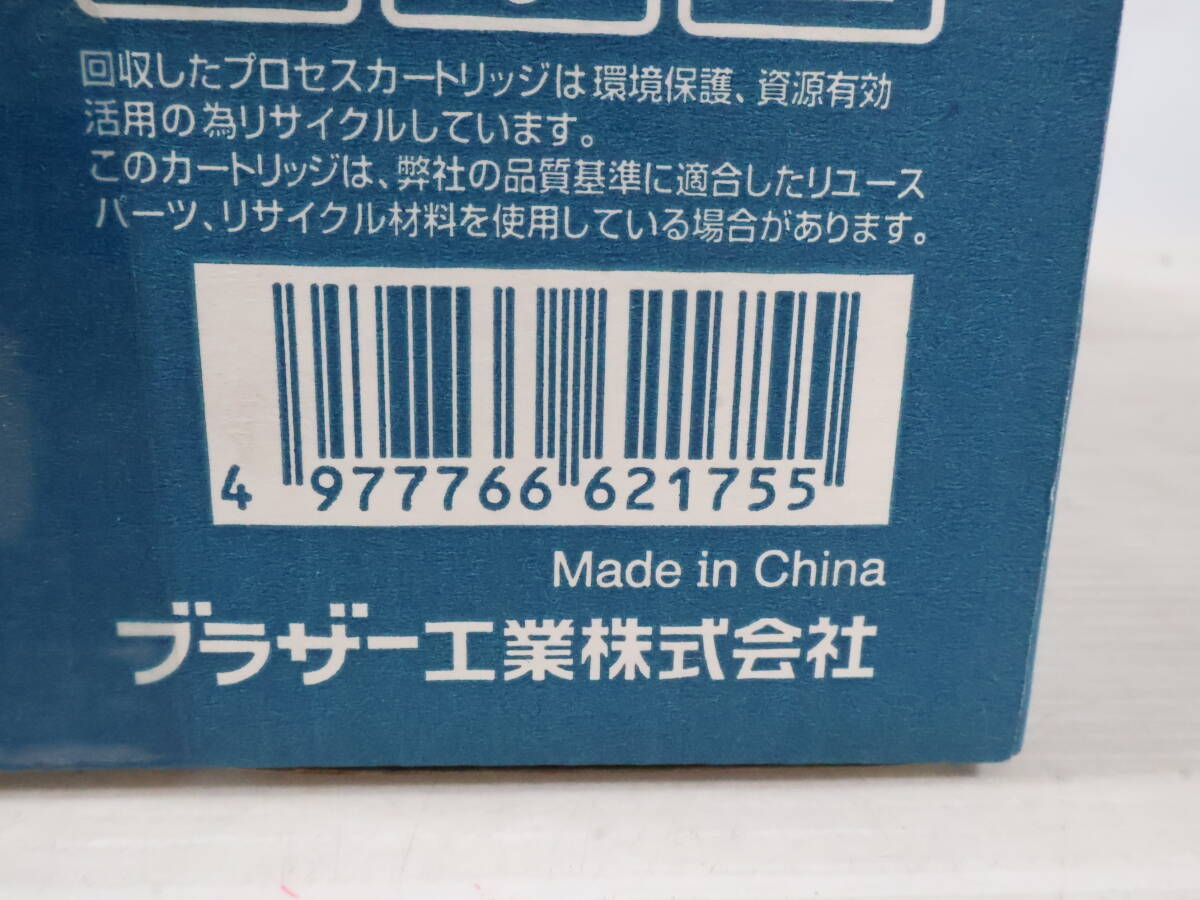 回収したプロセスカートリッジは環境保護、資源有効
活用の為リサイクルしています。
このカートリッジは、弊社の品質基準に適合したリユース
パーツ、リサイクル材料を使用している場合があります。
4 977766 621755
Made in China
ブラザー工業株式会社